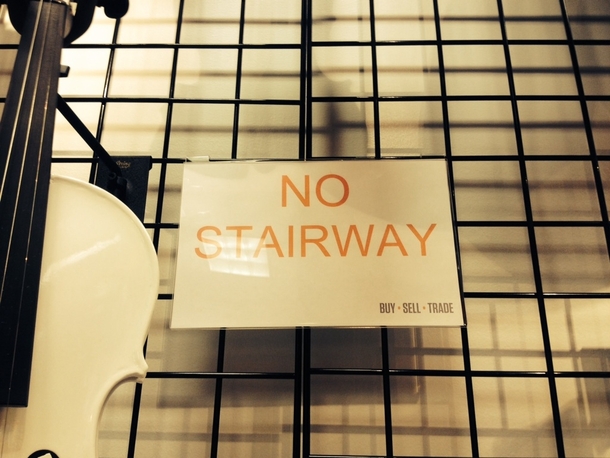 NO
STAIRWAY
BUY • SELL • TRADE